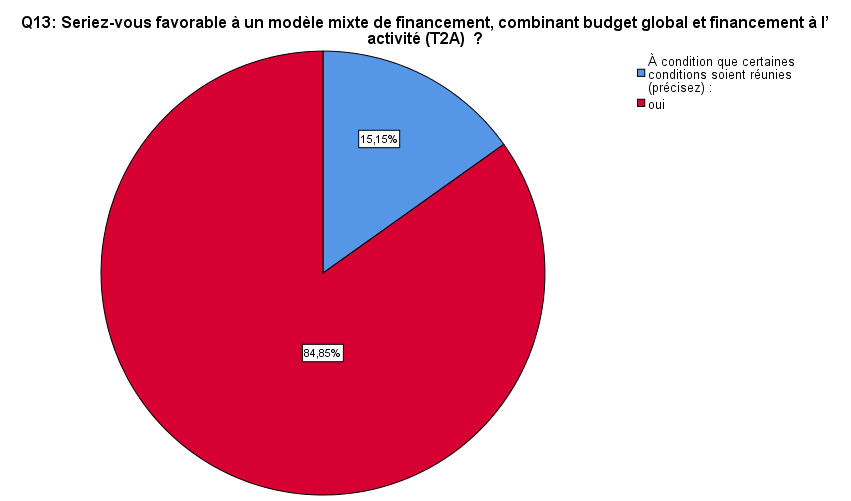 Q13: Seriez-vous favorable à un modèle mixte de financement, combinant budget global et financement à l’
activité (T2A)  ?
À condition que certaines
conditions soient réunies
(précisez) :
oui
15,15%
84,85%